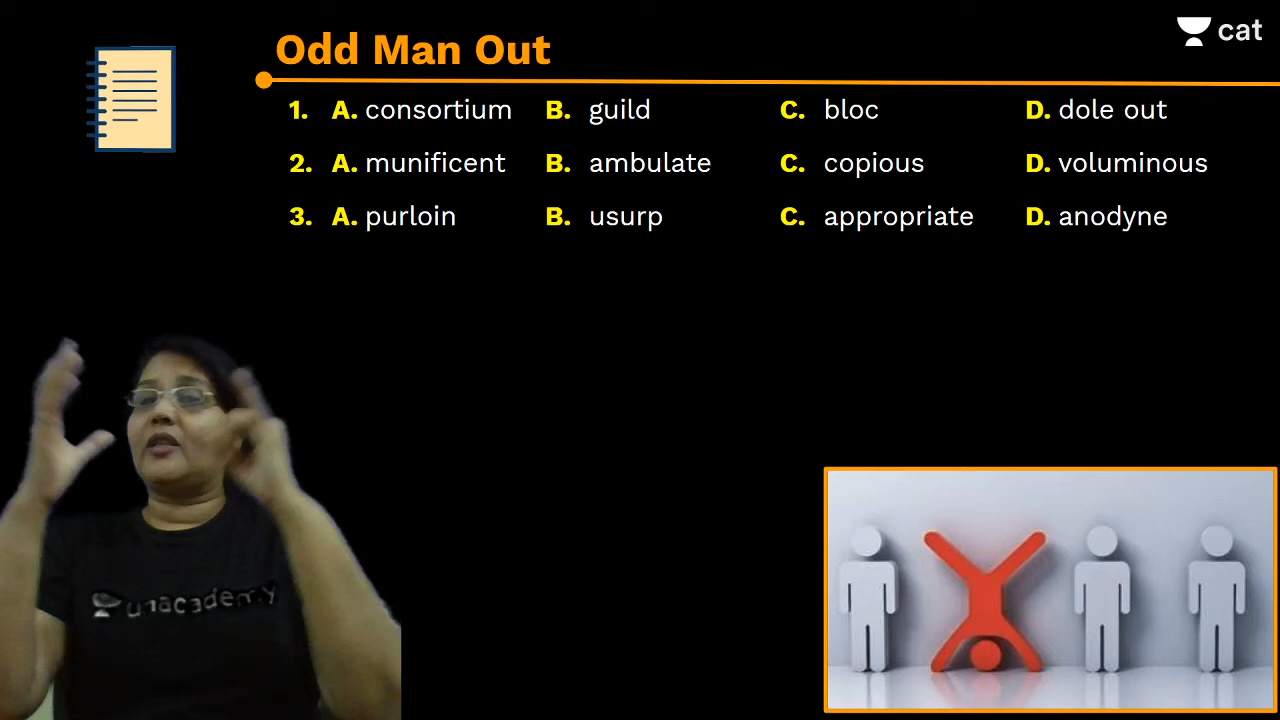 cat
Odd Man Out
1. A. consortium B. guild C. bloc D. dole out
2. A. munificent B. ambulate C. copious D. voluminous
3. A. purloin B. usurp C. appropriate D. anodyne
unacademy